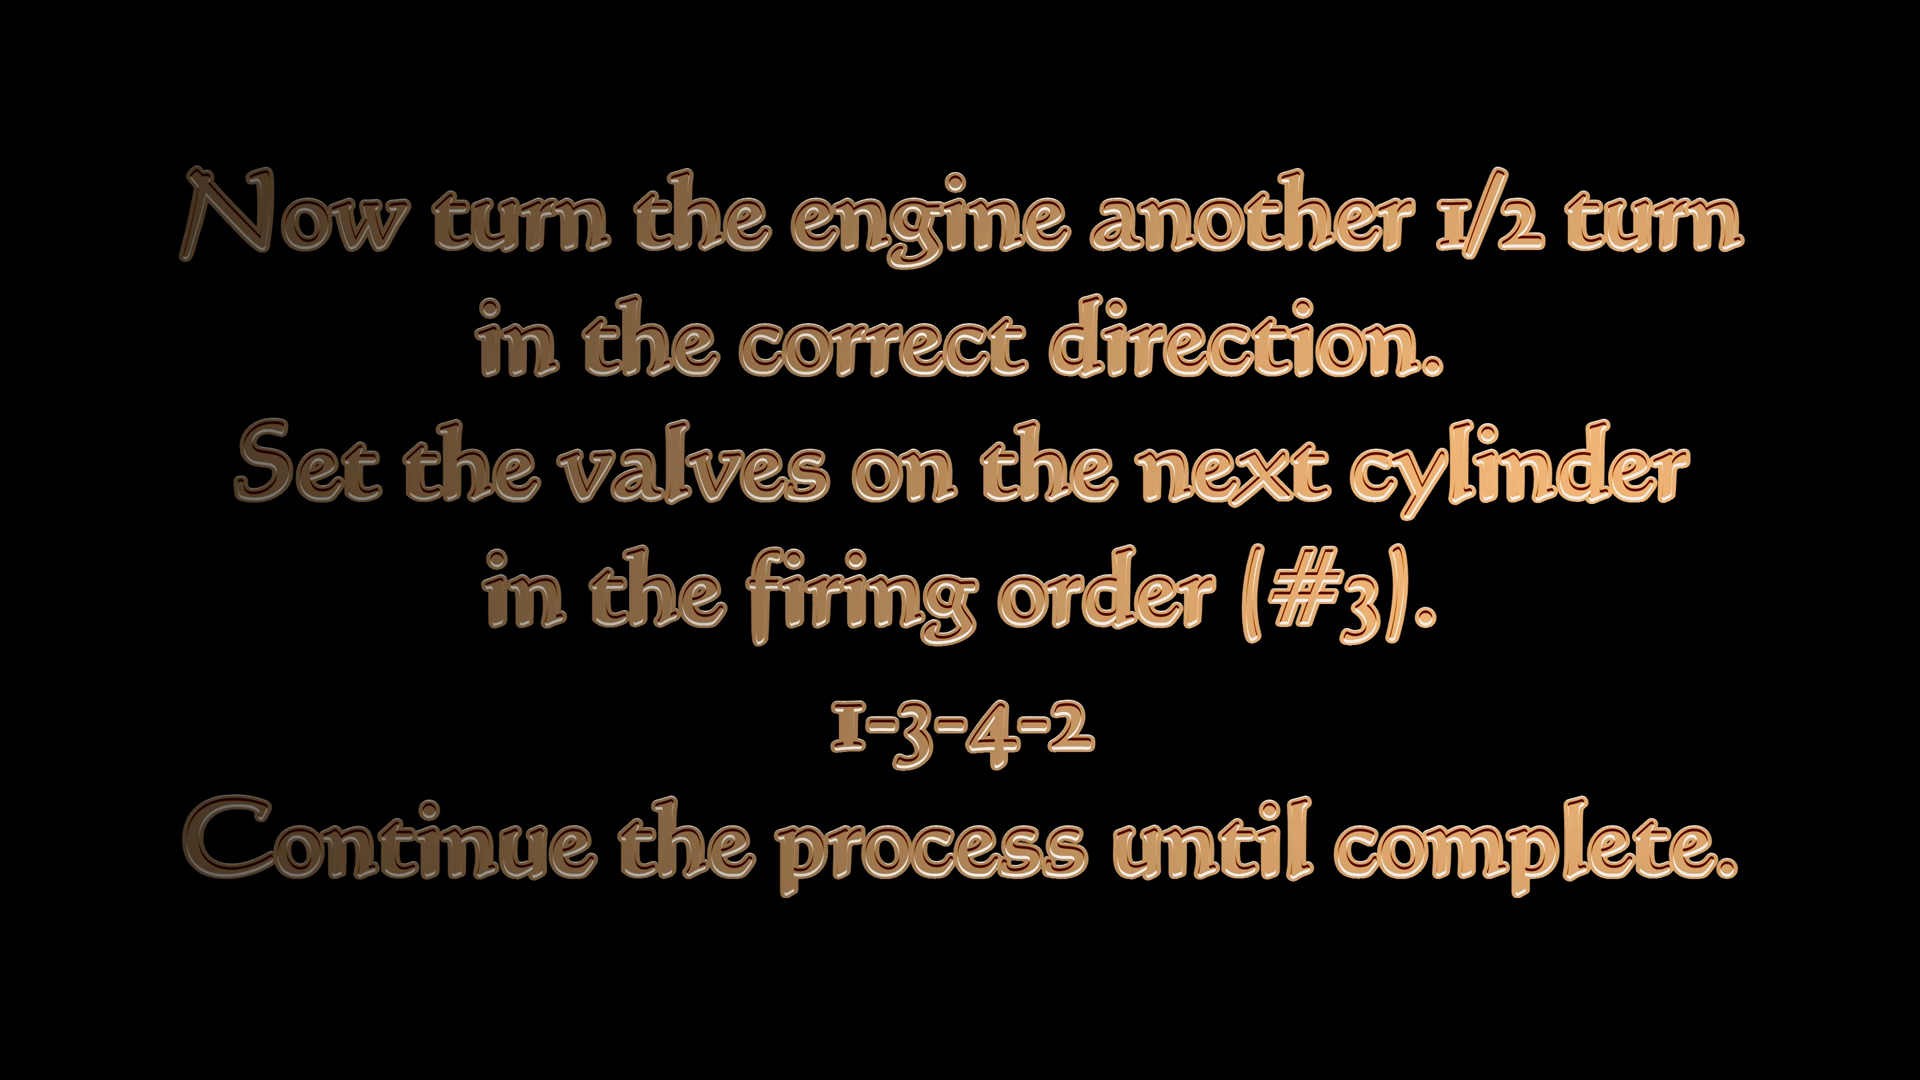 Now turn the engine another 1/2 turn
in the correct direction.
Set the valves on the next cylinder
in the firing order (#3).
1-3-4-2
Continue the process until complete.